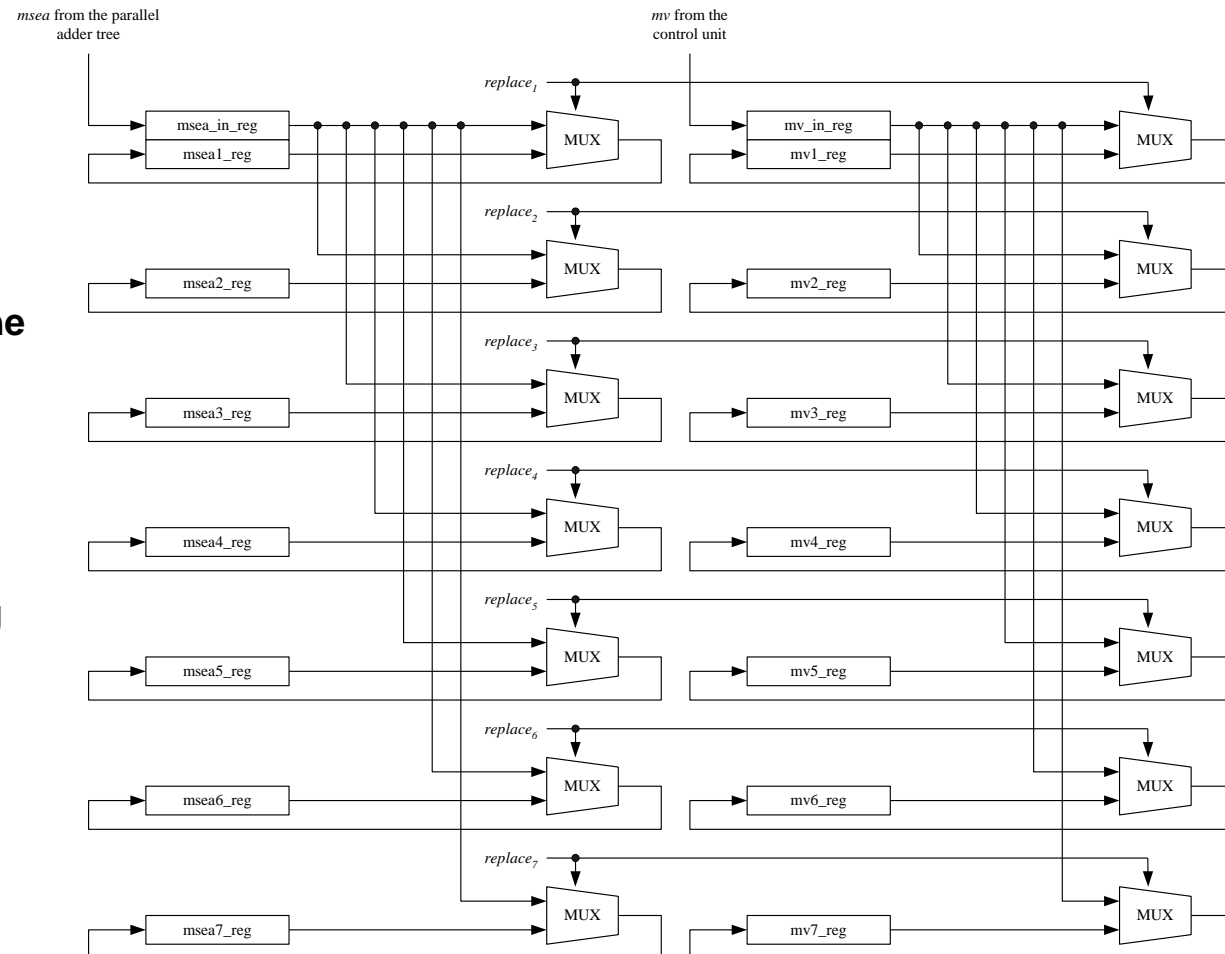 msea from the parallel
adder tree
mv from the
control unit
replace1
msea_in_reg
MUX
mv_in_reg
MUX
msea1_reg
mv1_reg
replace2
MUX
MUX
msea2_reg
mv2_reg
ne
replace3
MUX
MUX
msea3_reg
mv3_reg
replace4
MUX
MUX
msea4_reg
mv4_reg
replace5
MUX
MUX
msea5_reg
mv5_reg
replace6
MUX
MUX
msea6_reg
mv6_reg
replace7
MUX
MUX
msea7_reg
mv7_reg